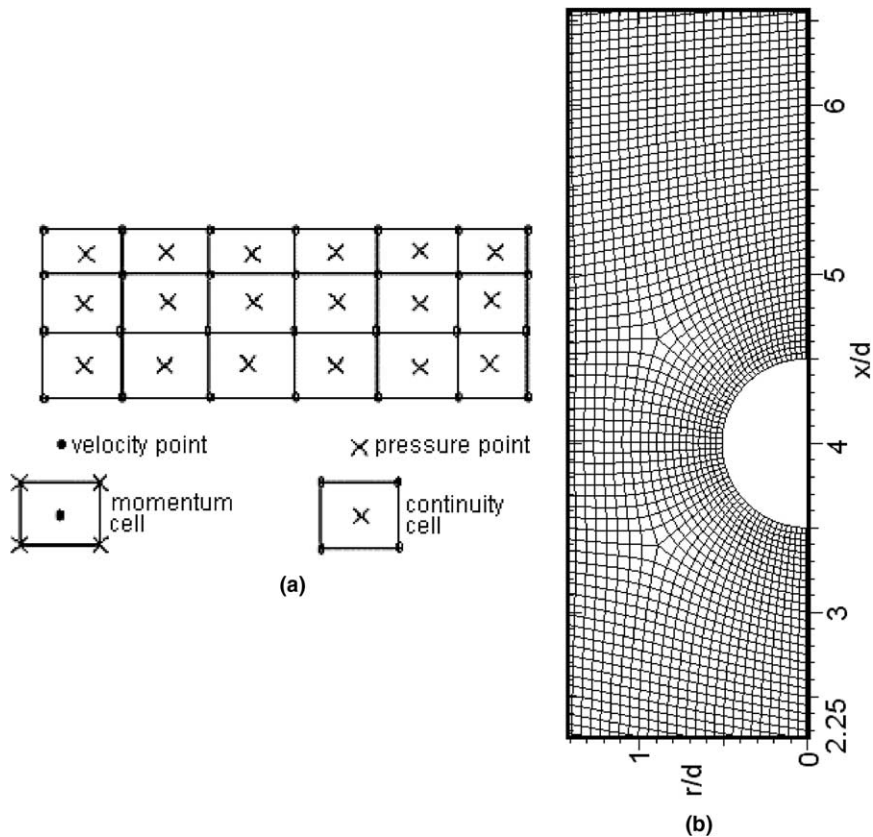 velocity point
pressure point
momentum
cell
continuity
cell
(a)
6
5
x/d
4
3
2.25
1
0
r/d
(b)